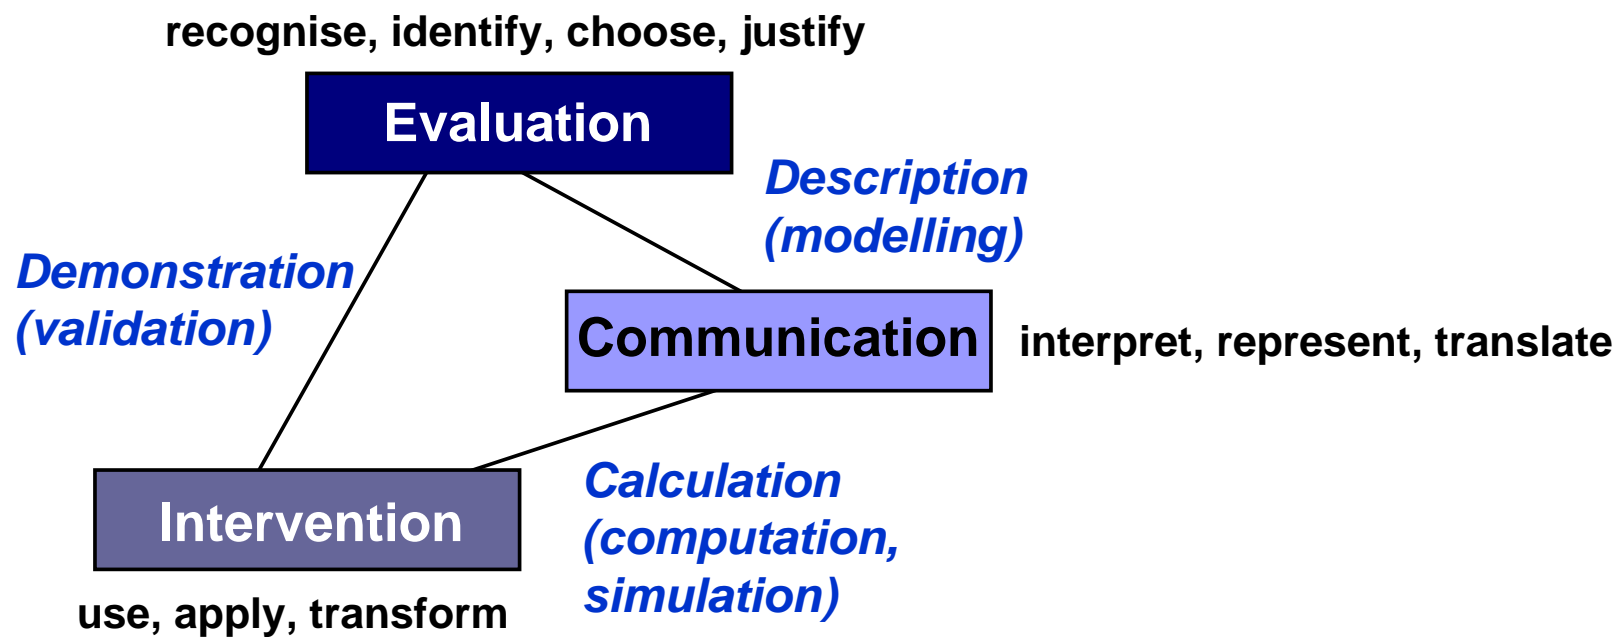 recognise, identify, choose, justify
Evaluation
Description
(modelling)
Demonstration
(validation)
Communication
interpret, represent, translate
Intervention
Calculation
(computation,
simulation)
use, apply, transform